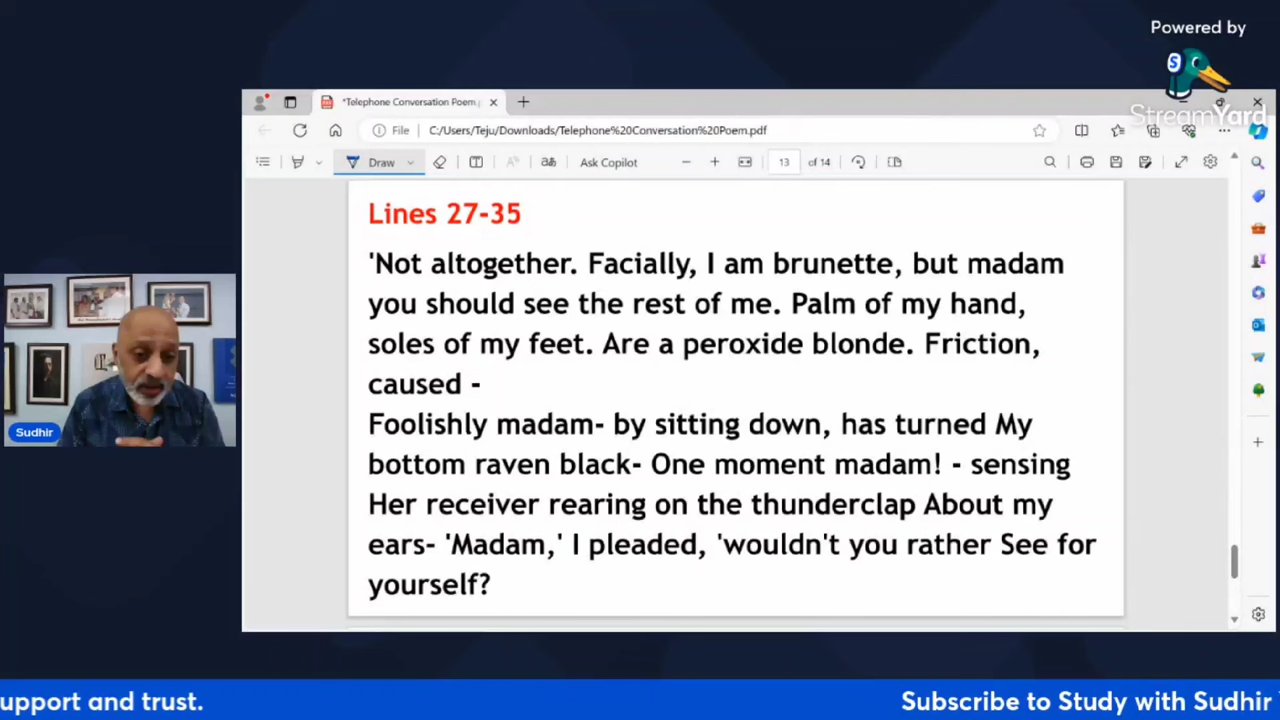 Powered by
StreamYard
*Telephone Conversation Poem.p
File C:/Users/Teju/Downloads/Telephone%20Conversation%20Poem.pdf
Draw Ask Copilot 13 of 14
Lines 27-35
'Not altogether. Facially, I am brunette, but madam
you should see the rest of me. Palm of my hand,
soles of my feet. Are a peroxide blonde. Friction,
caused -
Foolishly madam- by sitting down, has turned My
bottom raven black- One moment madam! - sensing
Her receiver rearing on the thunderclap About my
ears- 'Madam,' I pleaded, 'wouldn't you rather See for
yourself?
Sudhir
upport and trust.
Subscribe to Study with Sudhir